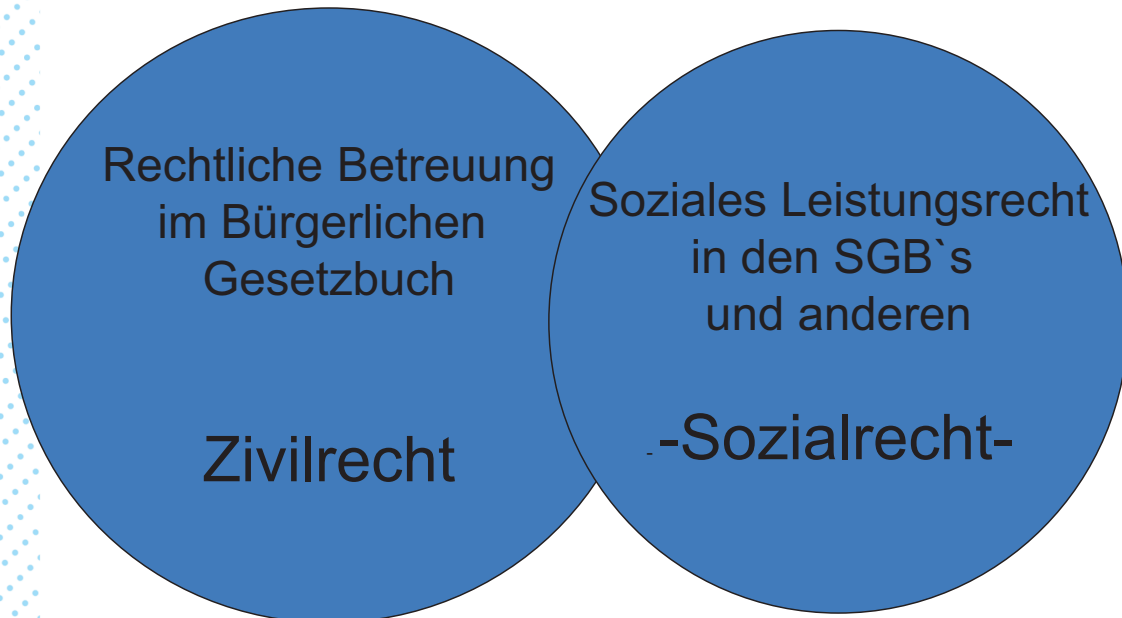 Rechtliche Betreuung
im Bürgerlichen
Gesetzbuch
Zivilrecht
Soziales Leistungsrecht
in den SGB`s
und anderen
- -Sozialrecht-